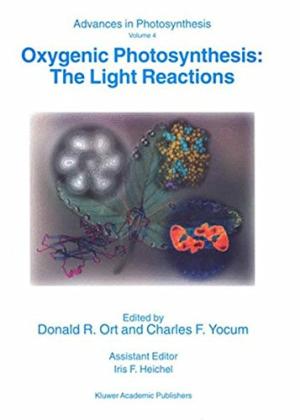 Advances in Photosynthesis
Volume 4
Oxygenic Photosynthesis:
The Light Reactions
Edited by
Donald R. Ort and Charles F. Yocum
Assistant Editor
Iris F. Heichel
Kluwer Academic Publishers